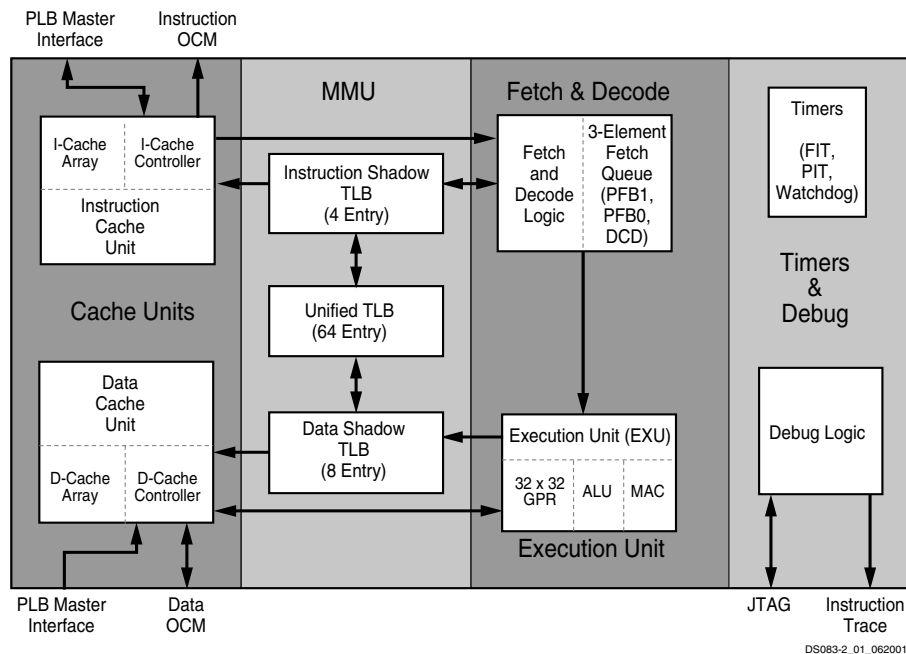 PLB Master
Interface
Instruction
OCM
MMU
Fetch & Decode
I-Cache
Array
I-Cache
Controller
Instruction
Cache
Unit
Instruction Shadow
TLB
(4 Entry)
Fetch
and
Decode
Logic
3-Element
Fetch
Queue
(PFB1,
PFB0,
DCD)
Timers
(FIT,
PIT,
Watchdog)
Cache Units
Unified TLB
(64 Entry)
Timers
&
Debug
Data
Cache
Unit
D-Cache
Array
D-Cache
Controller
Data Shadow
TLB
(8 Entry)
Execution Unit (EXU)
32 x 32
GPR
ALU
MAC
Execution Unit
Debug Logic
PLB Master
Interface
Data
OCM
JTAG
Instruction
Trace
DS083-2_01_062001